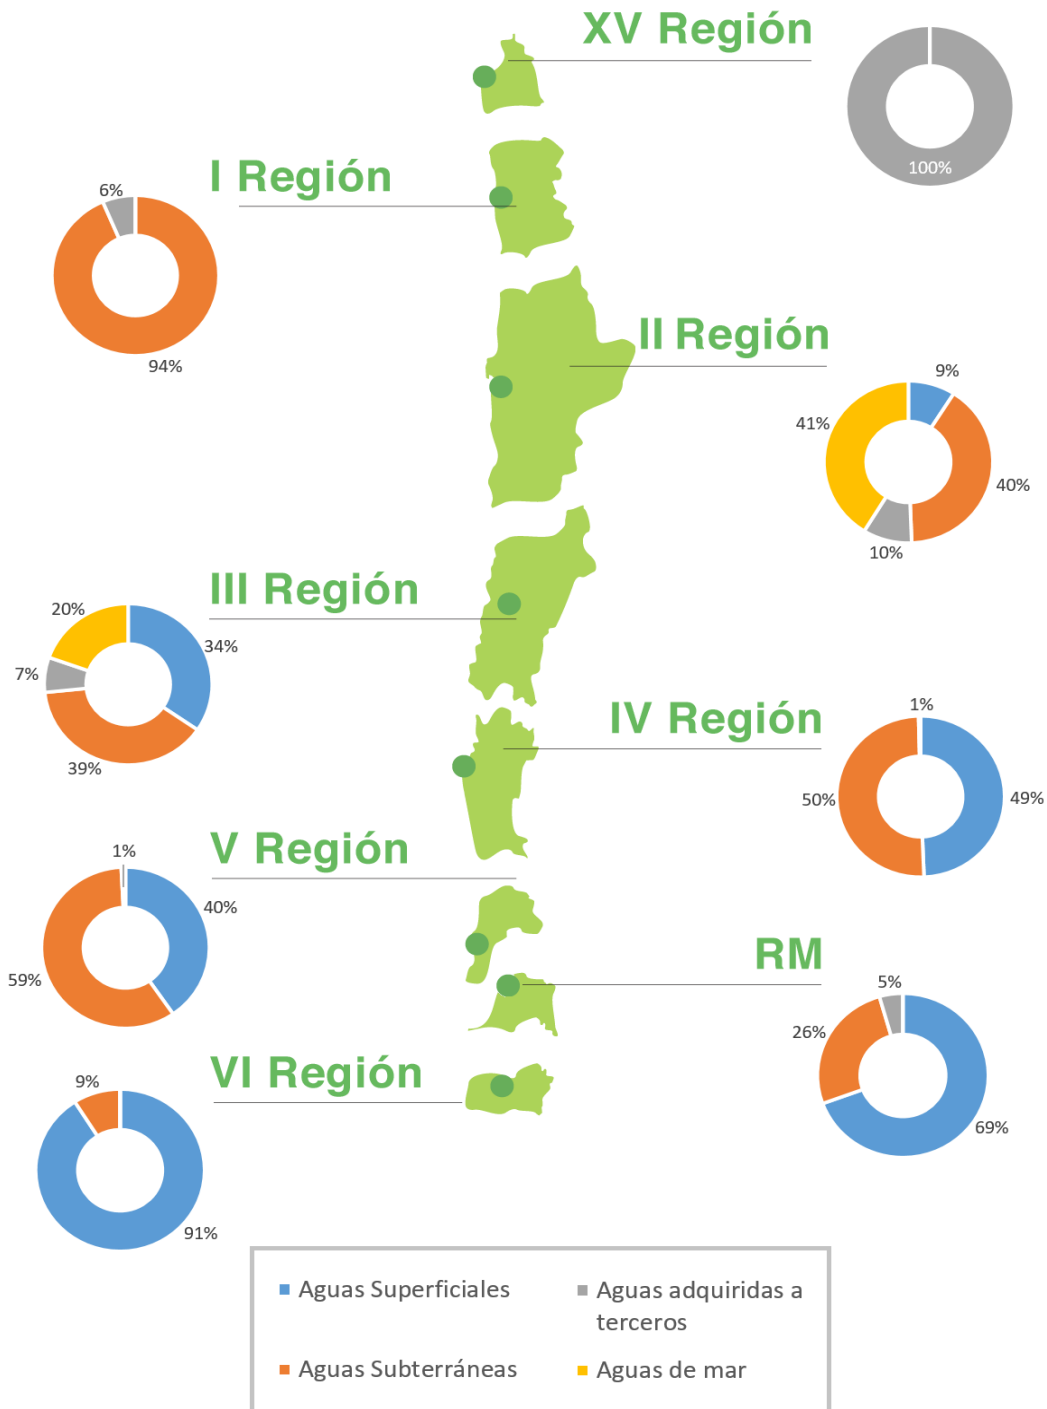 XV Región
100%
I Región
6%
94%
II Región
9%
41%
40%
10%
III Región
20%
34%
7%
39%
IV Región
1%
50%
49%
V Región
1%
40%
59%
RM
5%
26%
69%
VI Región
9%
91%
Aguas Superficiales
Aguas adquiridas a
terceros
Aguas Subterráneas
Aguas de mar